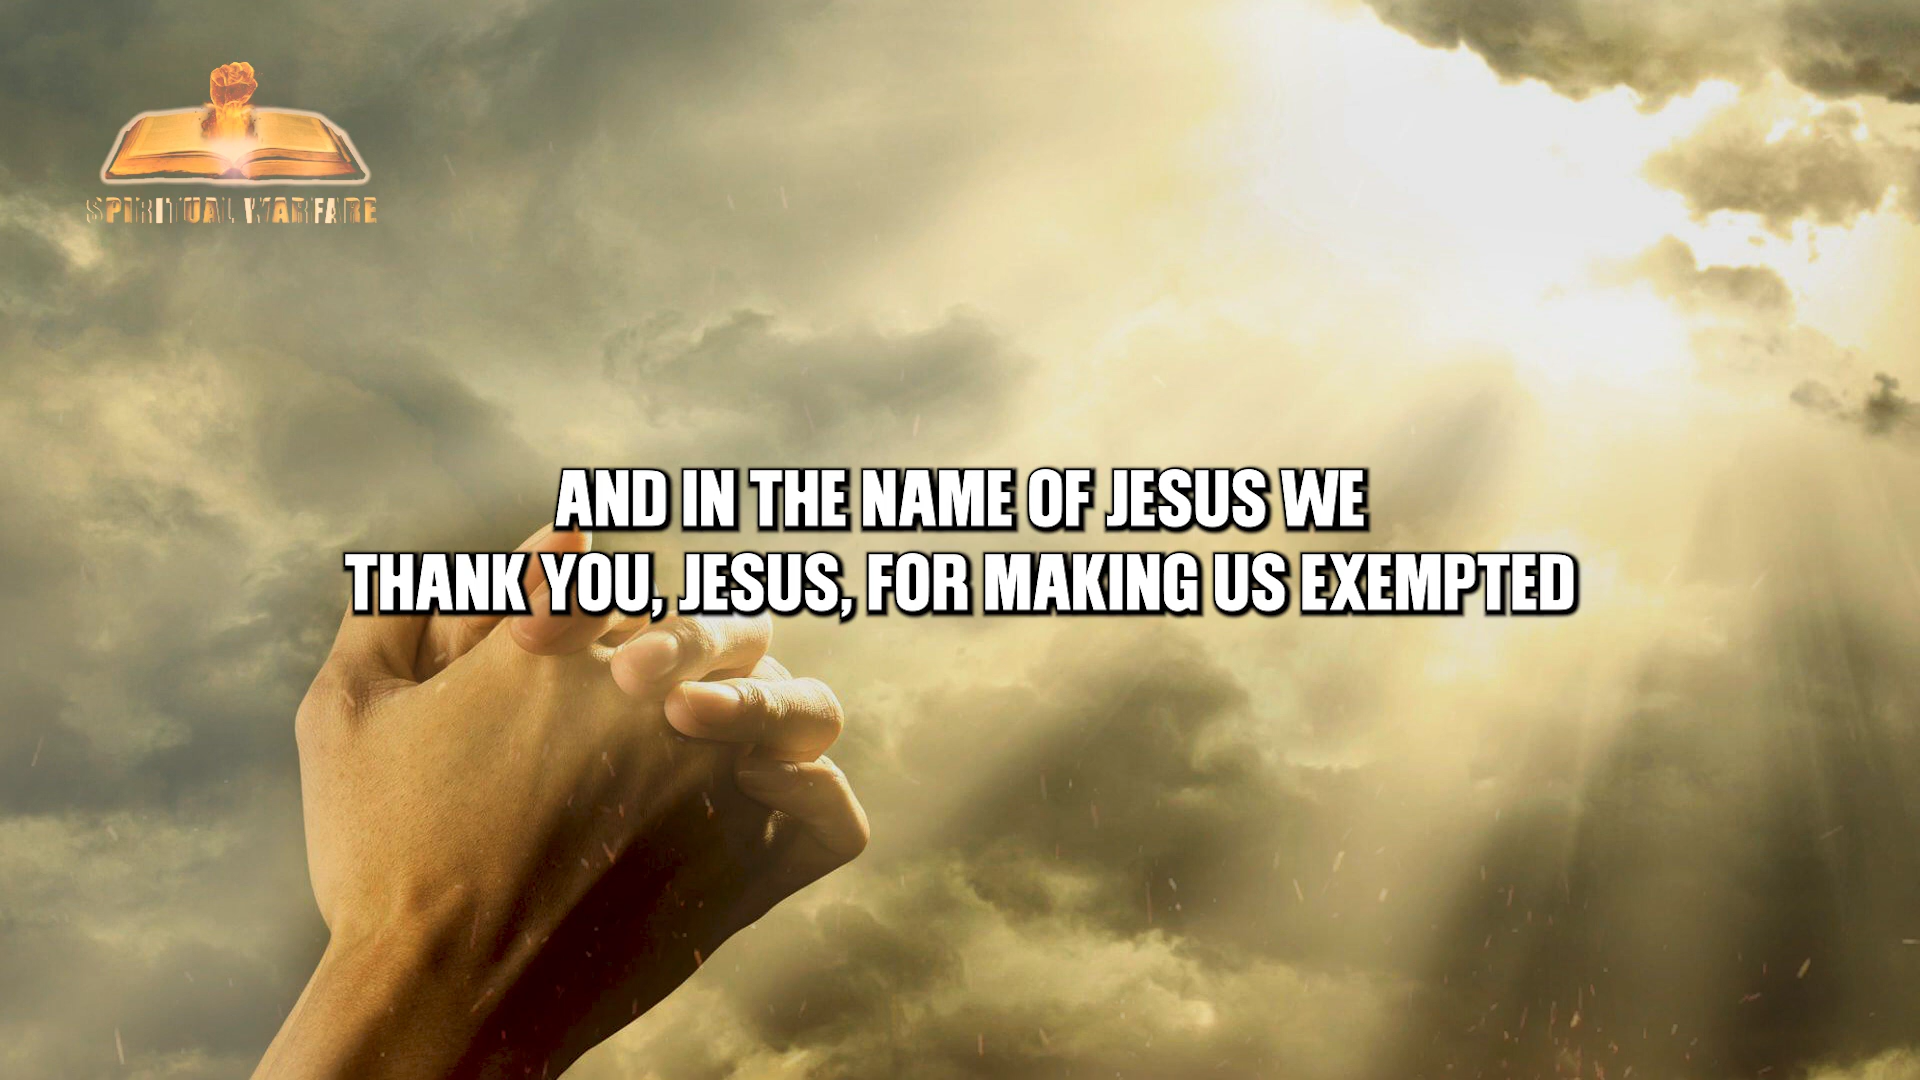 SPIRITUAL WARFARE
AND IN THE NAME OF JESUS WE
THANK YOU, JESUS, FOR MAKING US EXEMPTED